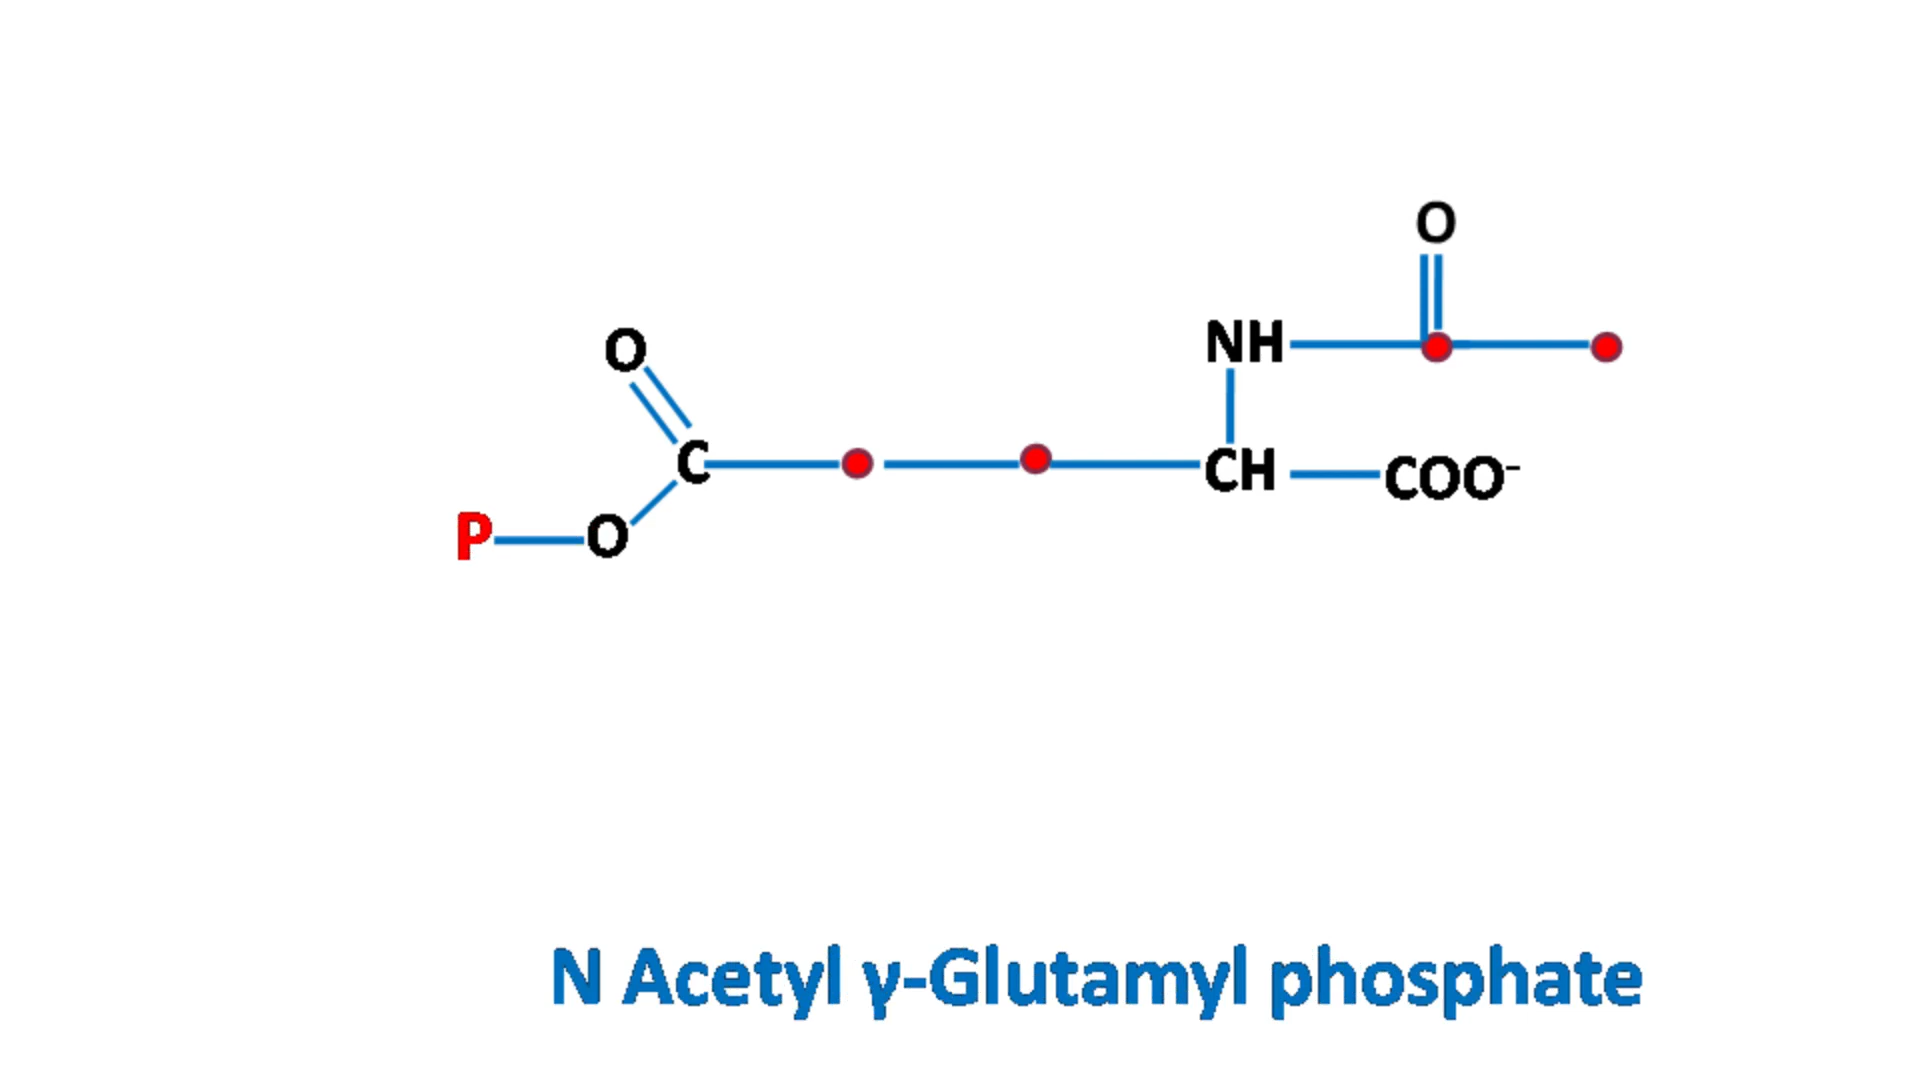 O
O
NH
C
CH
COO⁻
P
O
N Acetyl γ-Glutamyl phosphate